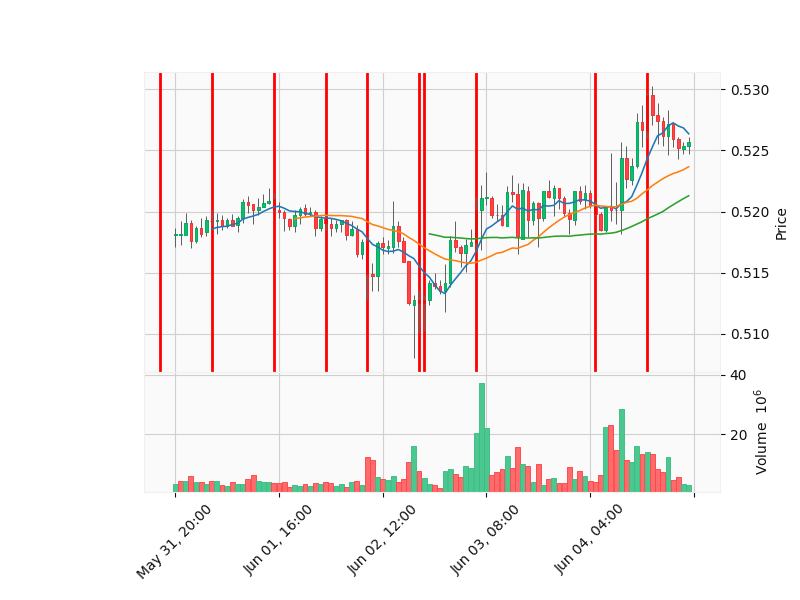 0.530
0.525
0.520
0.515
0.510
Price
40
20
Volume 10^6
May 31, 20:00
Jun 01, 16:00
Jun 02, 12:00
Jun 03, 08:00
Jun 04, 04:00